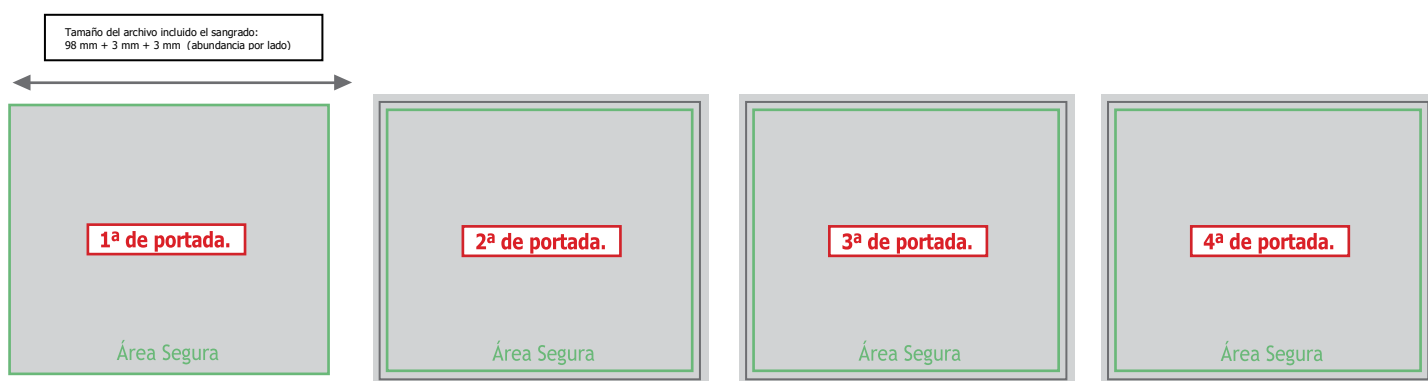 Tamaño del archivo incluido el sangrado:
98 mm + 3 mm + 3 mm (abundancia por lado)
1ª de portada.
2ª de portada.
3ª de portada.
4ª de portada.
Área Segura
Área Segura
Área Segura
Área Segura